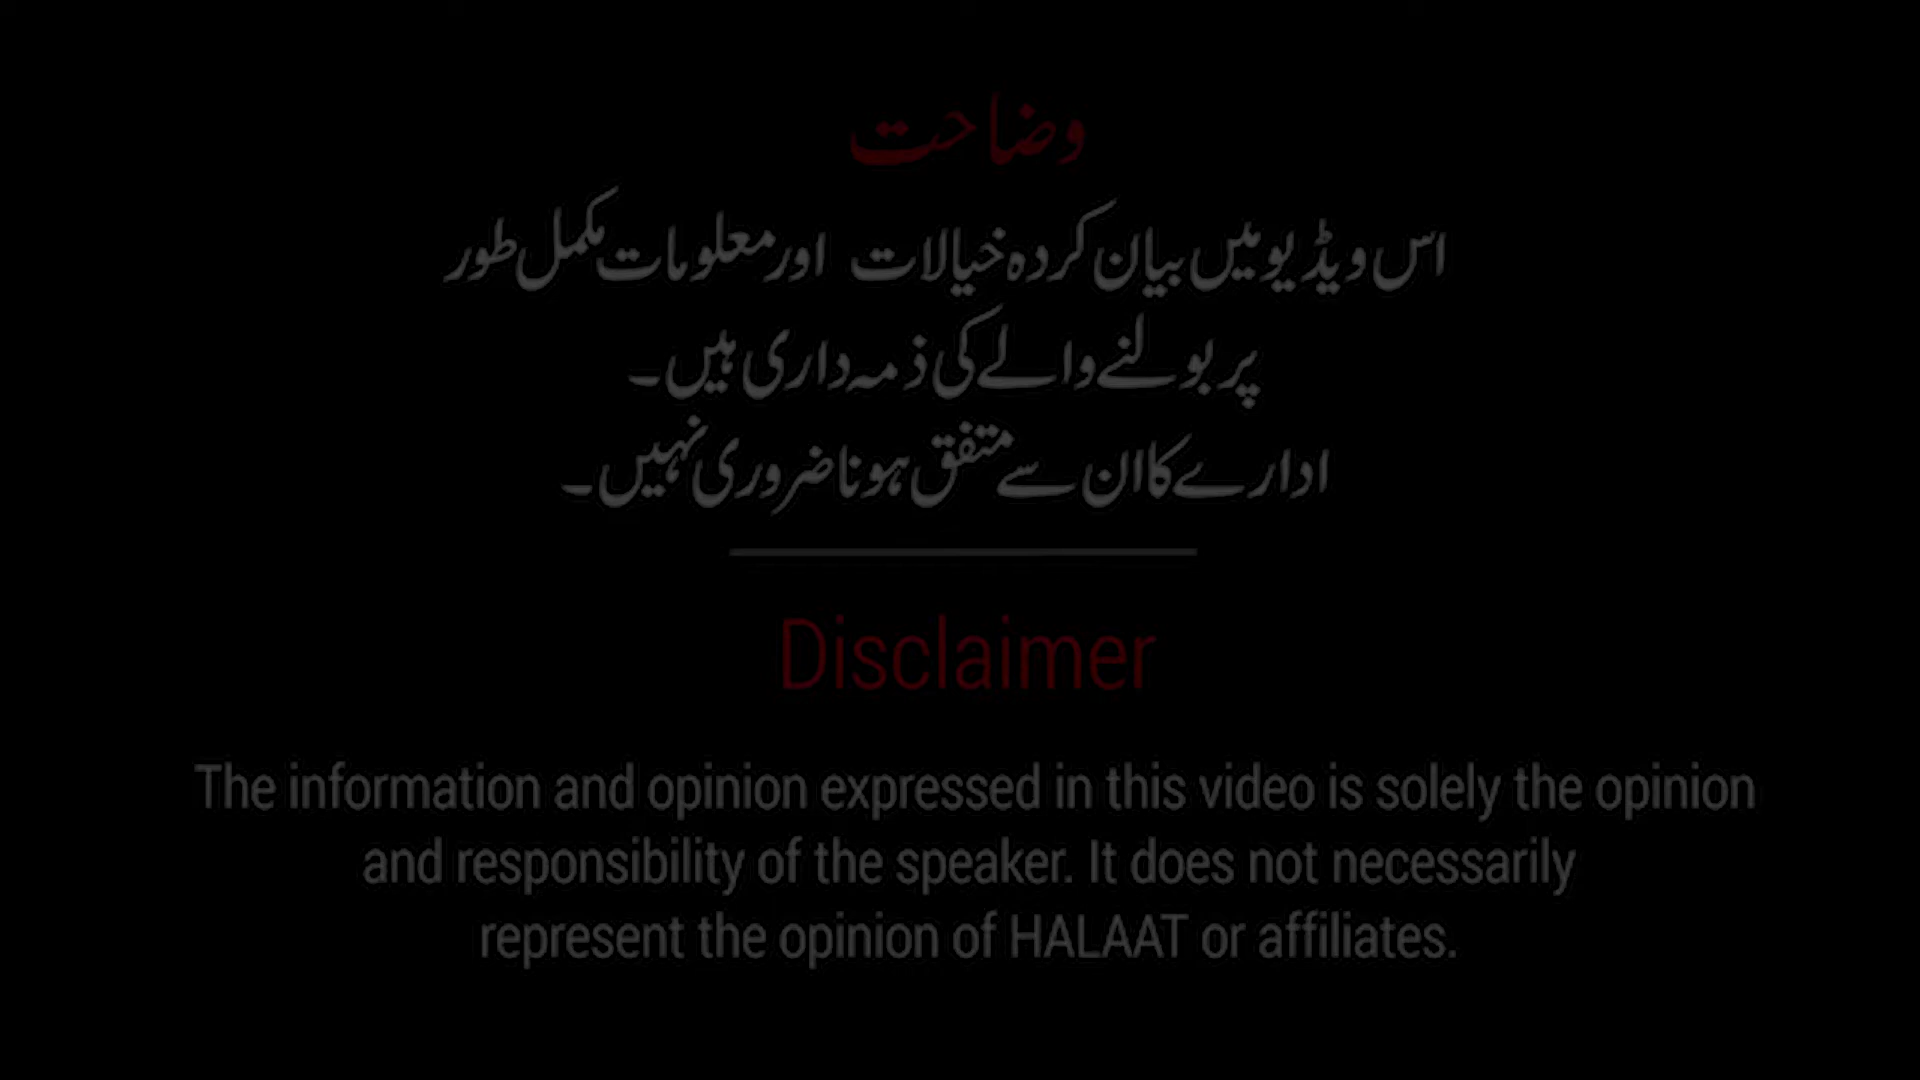 وضاحت
اس ویڈیو میں بیان کردہ خیالات اور معلومات مکمل طور
پر بولنے والے کی ذمہ داری ہیں۔
ادارے کا ان سے متفق ہونا ضروری نہیں۔
Disclaimer
The information and opinion expressed in this video is solely the opinion
and responsibility of the speaker. It does not necessarily
represent the opinion of HALAAT or affiliates.